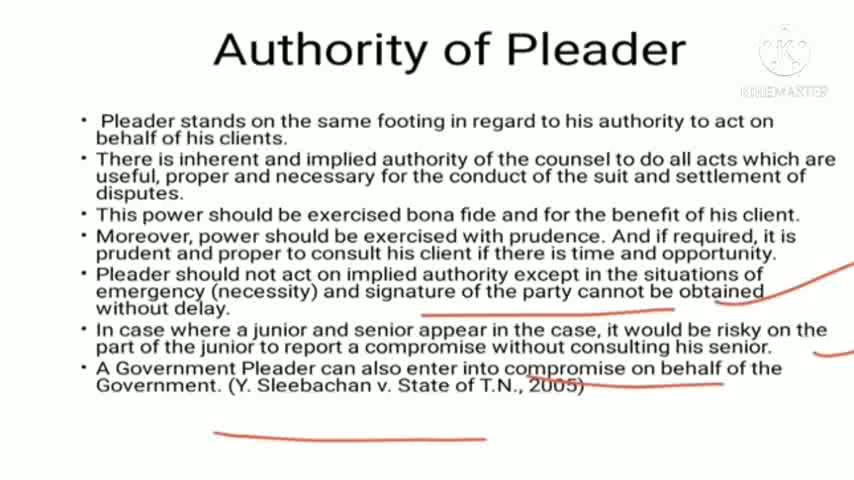 Authority of Pleader
KINEMASTER
• Pleader stands on the same footing in regard to his authority to act on
behalf of his clients.
• There is inherent and implied authority of the counsel to do all acts which are
useful, proper and necessary for the conduct of the suit and settlement of
disputes.
• This power should be exercised bona fide and for the benefit of his client.
• Moreover, power should be exercised with prudence. And if required, it is
prudent and proper to consult his client if there is time and opportunity.
• Pleader should not act on implied authority except in the situations of
emergency (necessity) and signature of the party cannot be obtained
without delay.
• In case where a junior and senior appear in the case, it would be risky on the
part of the junior to report a compromise without consulting his senior.
• A Government Pleader can also enter into compromise on behalf of the
Government. (Y. Sleebachan v. State of T.N., 2005)